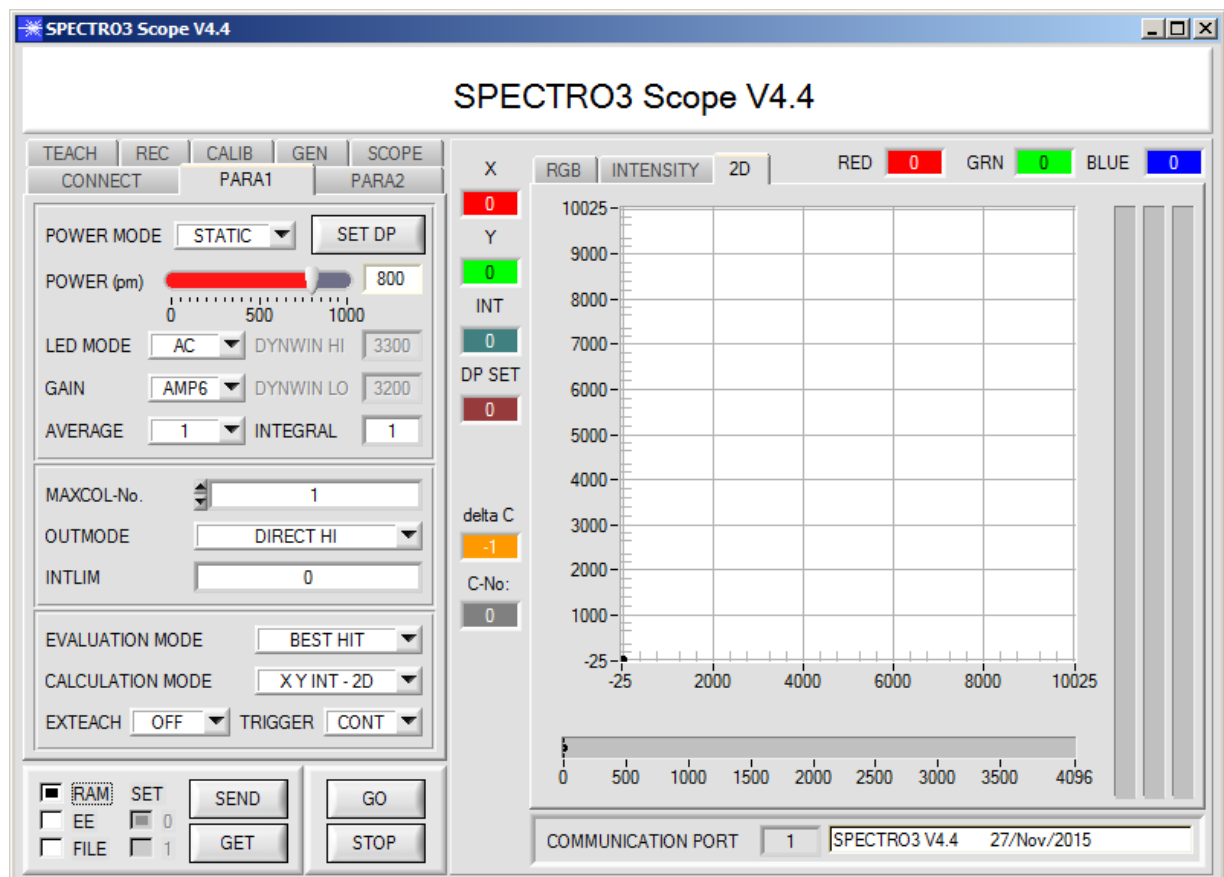 SPECTRO3 Scope V4.4
SPECTRO3 Scope V4.4
TEACH REC CALIB GEN SCOPE
CONNECT PARA1 PARA2
POWER MODE STATIC SET DP
POWER (pm) 800
0 500 1000
LED MODE AC DYNWIN HI 3300
GAIN AMP6 DYNWIN LO 3200
AVERAGE 1 INTEGRAL 1
MAXCOL-No. 1
OUTMODE DIRECT HI
INTLIM 0
EVALUATION MODE BEST HIT
CALCULATION MODE X Y INT - 2D
EXTEACH OFF TRIGGER CONT
RAM SET SEND GO
EE 0
FILE 1 GET STOP
X
0
Y
0
INT
0
DP SET
0
delta C
-1
C-No:
0
RGB INTENSITY 2D RED 0 GRN 0 BLUE 0
10025
9000
8000
7000
6000
5000
4000
3000
2000
1000
-25
-25 2000 4000 6000 8000 10025
0 500 1000 1500 2000 2500 3000 3500 4096
COMMUNICATION PORT 1 SPECTRO3 V4.4 27/Nov/2015